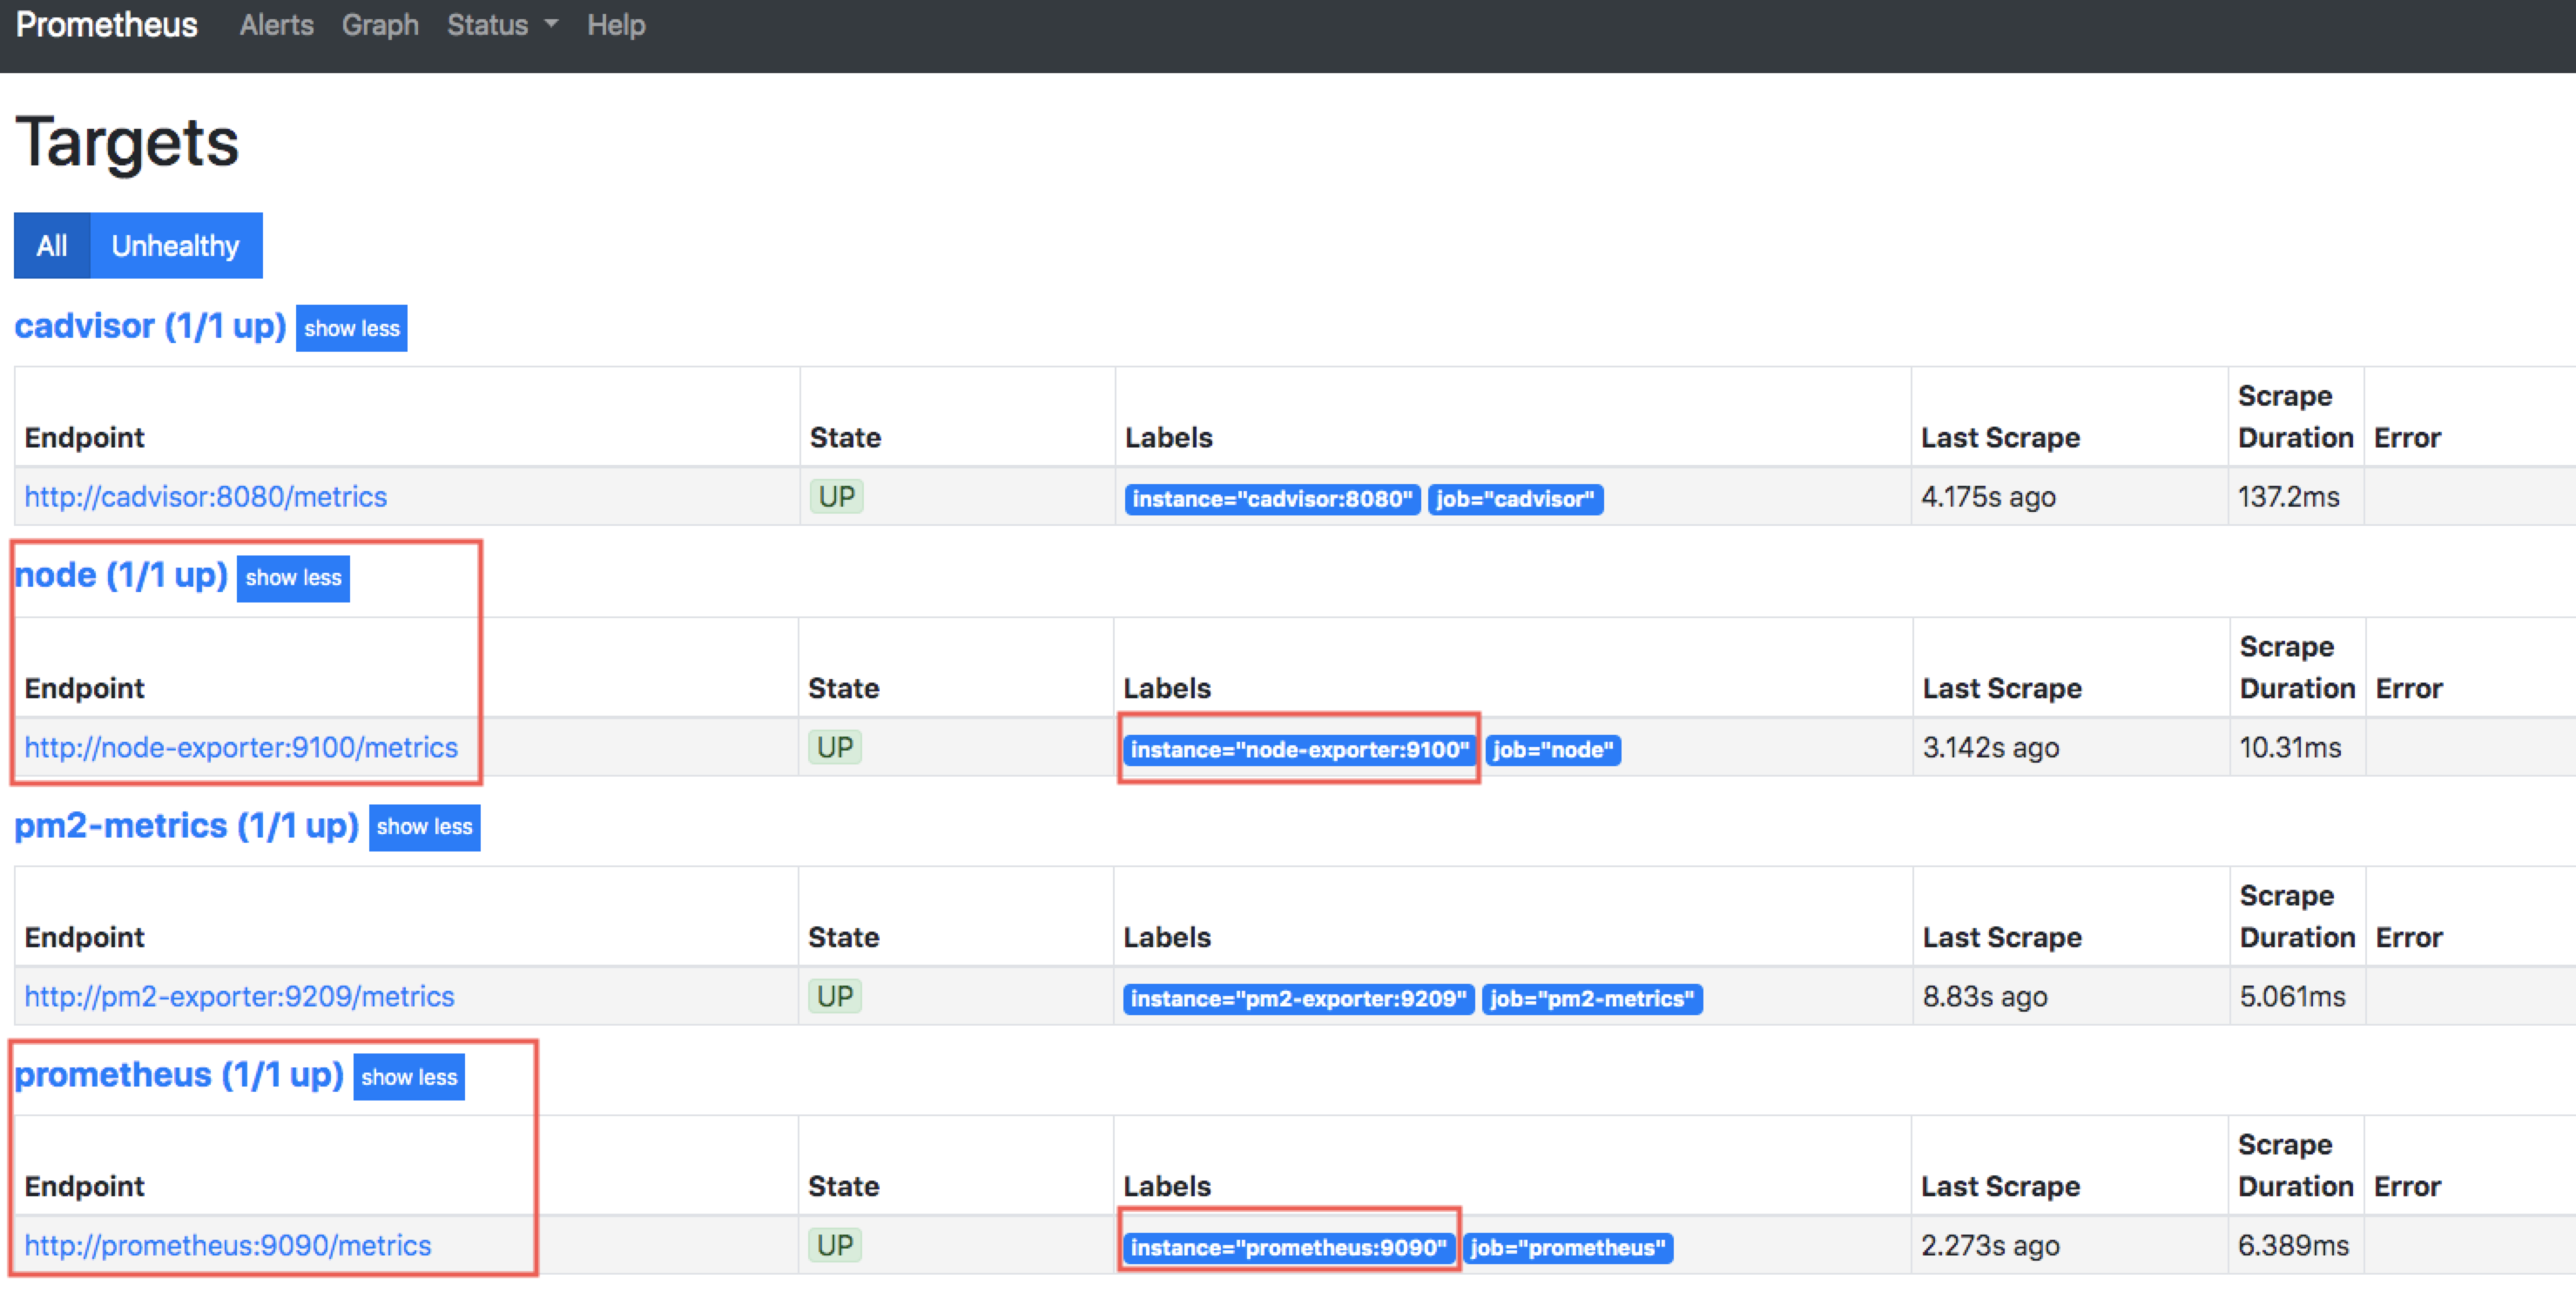 Prometheus Alerts Graph Status Help
Targets
All Unhealthy
cadvisor (1/1 up) show less
Endpoint State Labels Last Scrape Scrape Duration Error
http://cadvisor:8080/metrics UP instance="cadvisor:8080" job="cadvisor" 4.175s ago 137.2ms
node (1/1 up) show less
Endpoint State Labels Last Scrape Scrape Duration Error
http://node-exporter:9100/metrics UP instance="node-exporter:9100" job="node" 3.142s ago 10.31ms
pm2-metrics (1/1 up) show less
Endpoint State Labels Last Scrape Scrape Duration Error
http://pm2-exporter:9209/metrics UP instance="pm2-exporter:9209" job="pm2-metrics" 8.83s ago 5.061ms
prometheus (1/1 up) show less
Endpoint State Labels Last Scrape Scrape Duration Error
http://prometheus:9090/metrics UP instance="prometheus:9090" job="prometheus" 2.273s ago 6.389ms